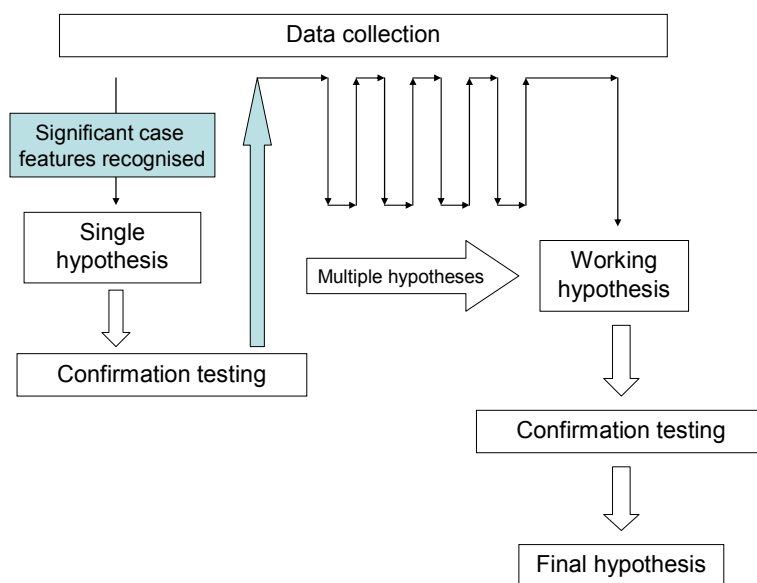 Data collection
Significant case
features recognised
Single
hypothesis
Confirmation testing
Multiple hypotheses
Working
hypothesis
Confirmation testing
Final hypothesis